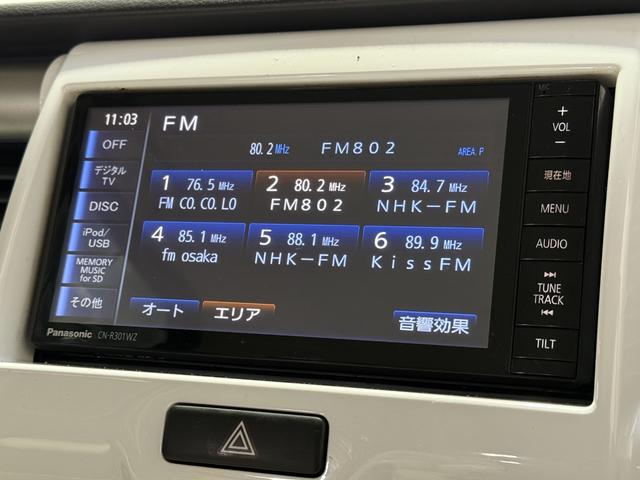 11:03
FM
80.2 MHz FM802 AREA. P
OFF
デジタル
TV
DISC
iPod/
USB
MEMORY
MUSIC
for SD
その他
1 76.5 MHz
FM CO.CO.LO
2 80.2 MHz
FM802
3 84.7 MHz
NHK-FM
4 85.1 MHz
fm osaka
5 88.1 MHz
NHK-FM
6 89.9 MHz
KissFM
オート
エリア
音響効果
Panasonic CN-R301WZ
+
VOL
−
現在地
MENU
AUDIO
TUNE
TRACK
TILT